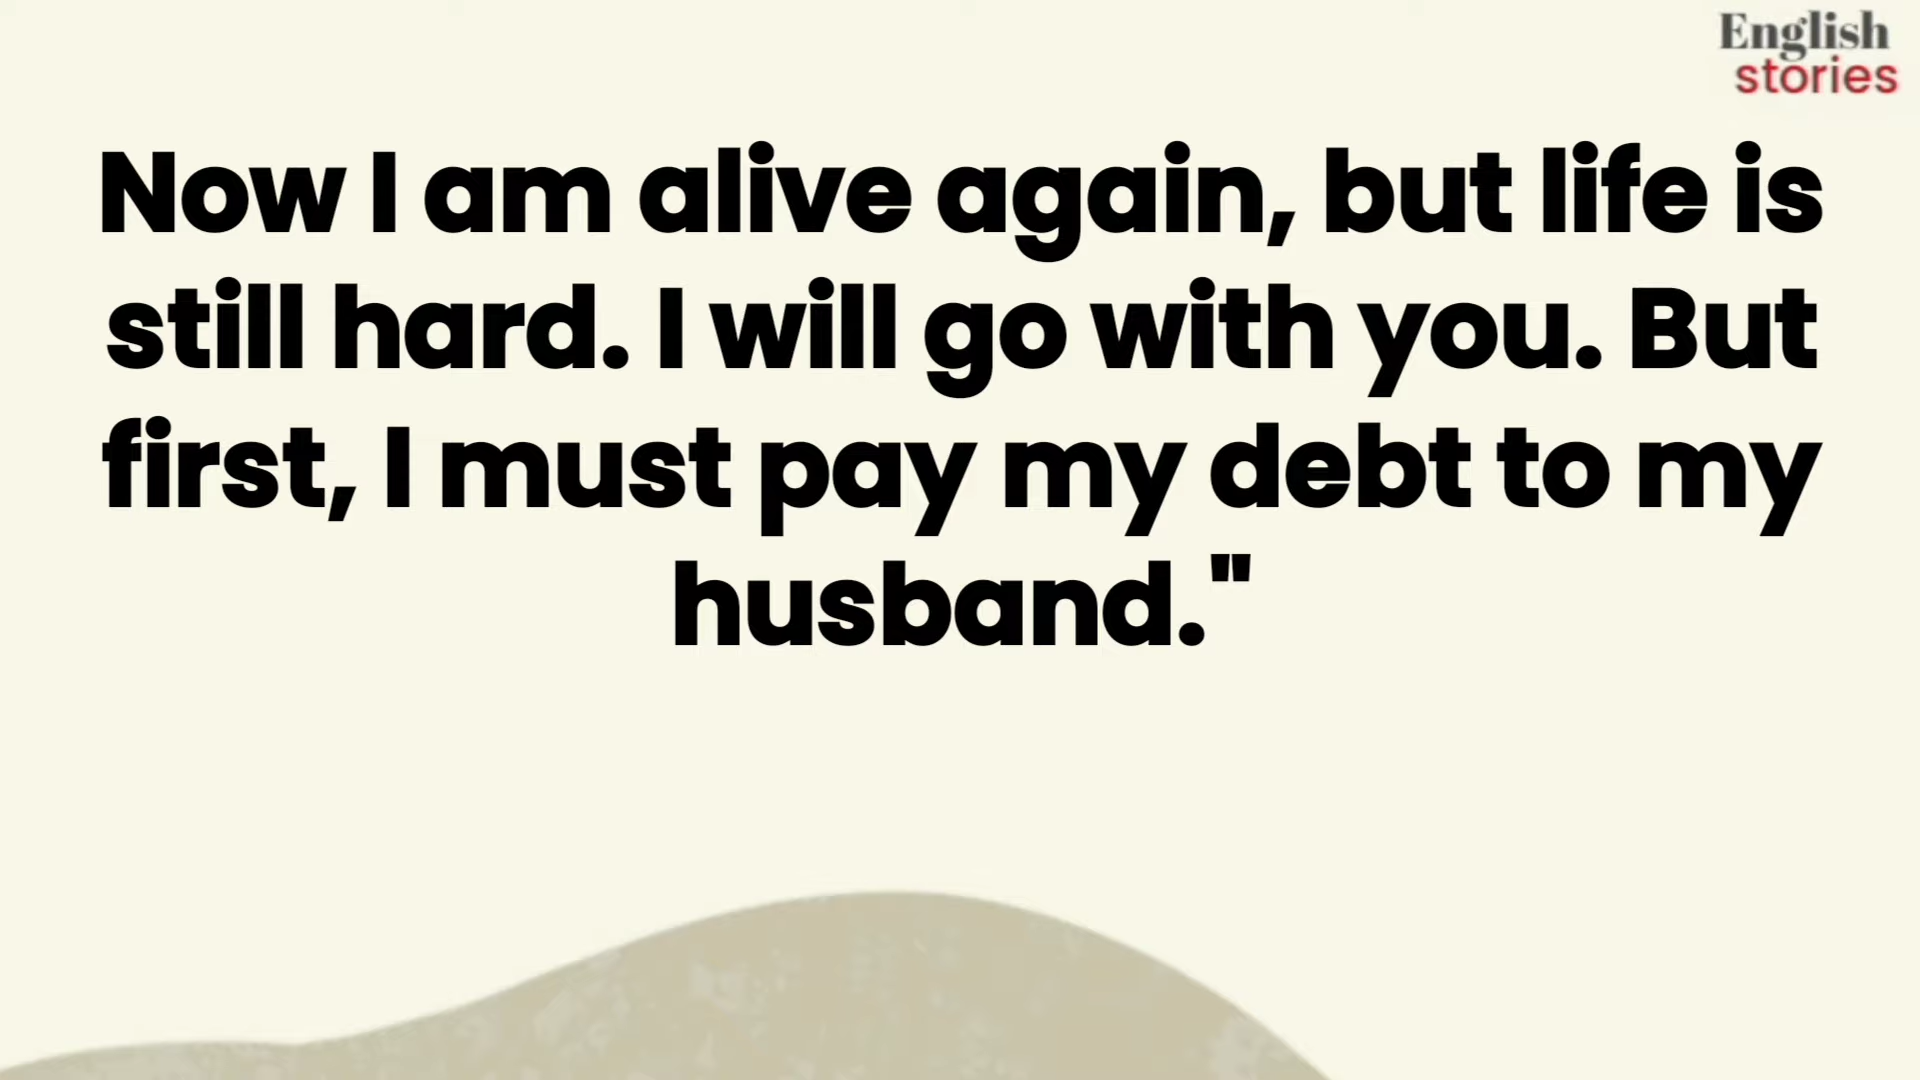 English
stories
Now I am alive again, but life is
still hard. I will go with you. But
first, I must pay my debt to my
husband."